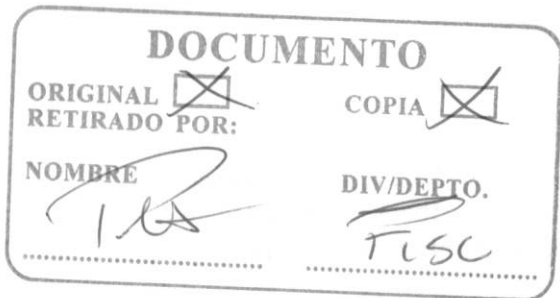 DOCUMENTO
ORIGINAL COPIA
RETIRADO POR:
NOMBRE DIV/DEPTO.
FISC